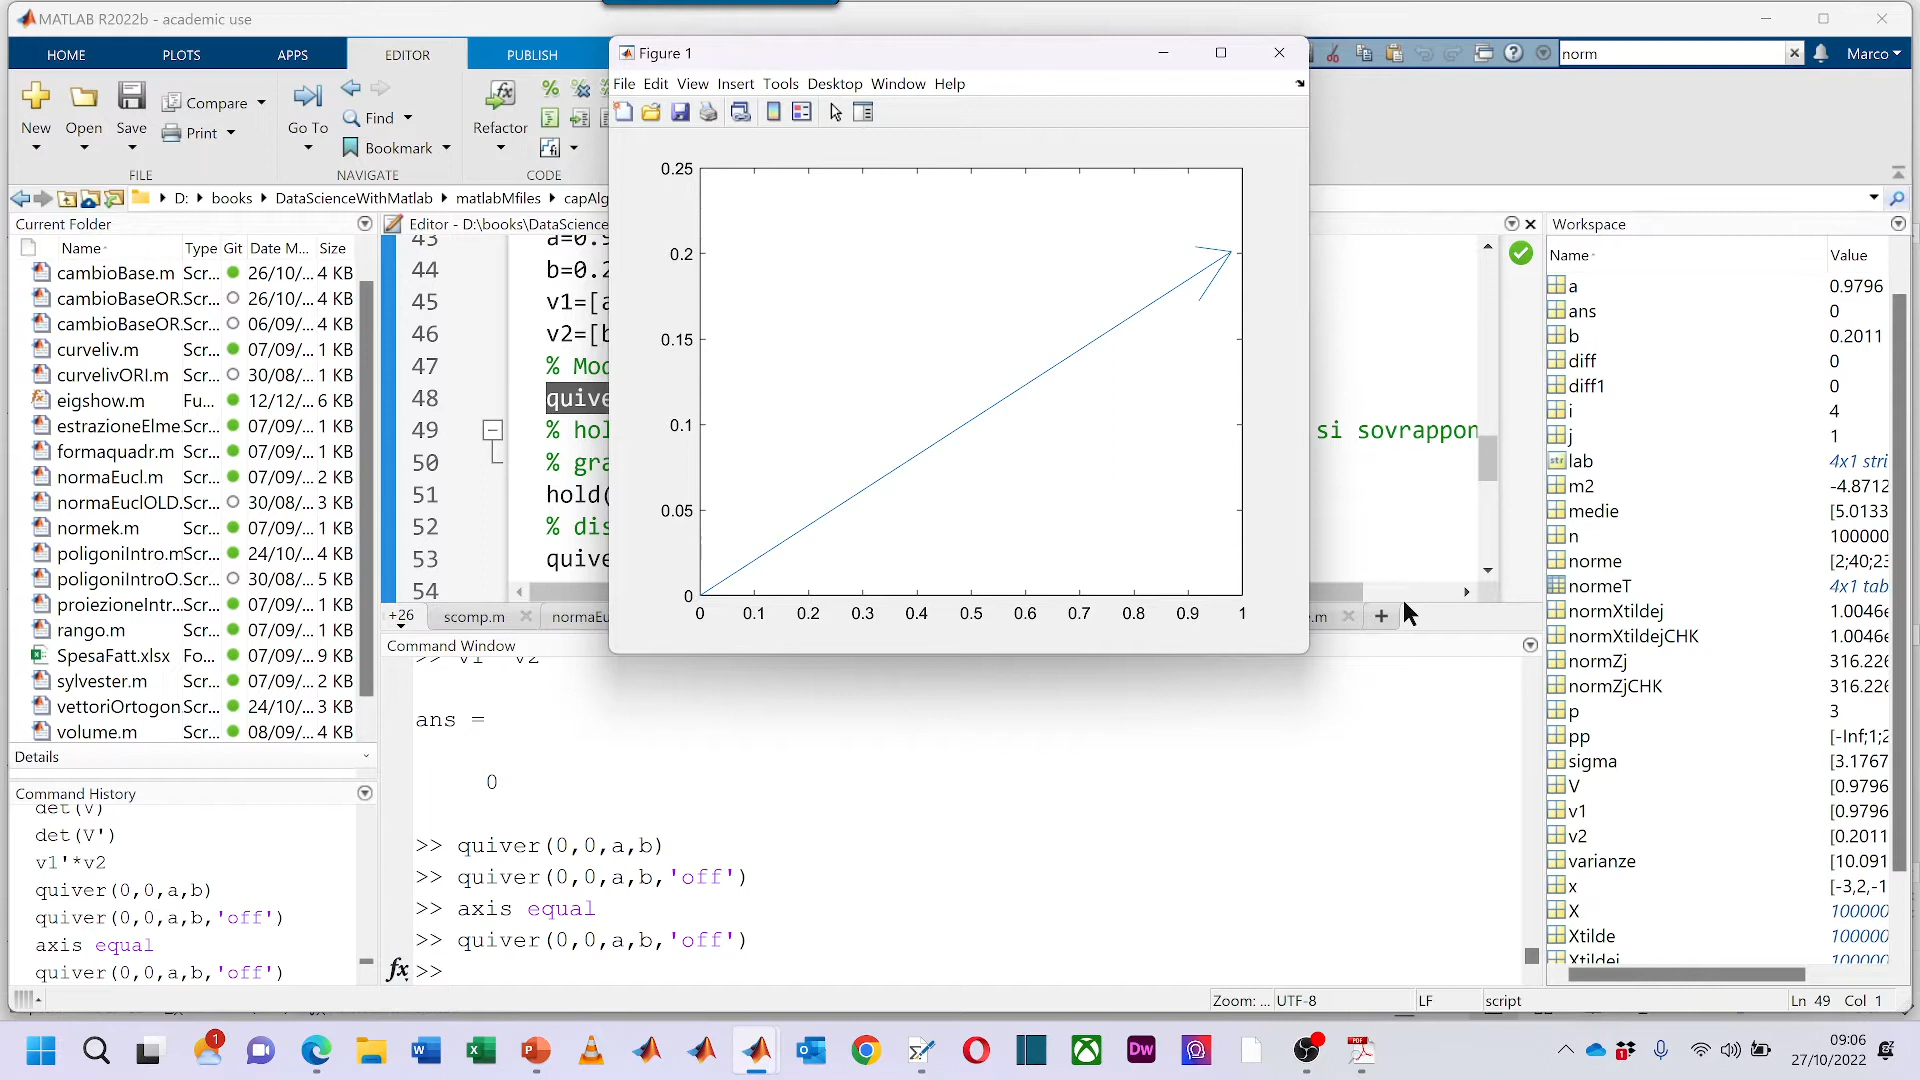 MATLAB R2022b - academic use
HOME PLOTS APPS EDITOR PUBLISH
norm
Marco
New Open Save Compare Print
FILE
Go To Find Bookmark
NAVIGATE
Refactor
CODE
D: books DataScienceWithMatlab matlabMfiles
Current Folder
Name Type Git Date M... Size
cambioBase.m Scr... 26/10/... 4 KB
cambioBaseOR. Scr... 26/10/... 4 KB
cambioBaseOR. Scr... 06/09/... 4 KB
curveliv.m Scr... 07/09/... 1 KB
curvelivORI.m Scr... 30/08/... 1 KB
eigshow.m Fu... 12/12/... 6 KB
estrazioneElme Scr... 07/09/... 1 KB
formaquadr.m Scr... 07/09/... 1 KB
normaEucl.m Scr... 07/09/... 2 KB
normaEuclOLD. Scr... 30/08/... 3 KB
normek.m Scr... 07/09/... 1 KB
poligoniIntro.m Scr... 24/10/... 4 KB
poligoniIntroO. Scr... 30/08/... 5 KB
proiezioneIntr... Scr... 07/09/... 1 KB
rango.m Scr... 07/09/... 1 KB
SpesaFatt.xlsx Fo... 07/09/... 9 KB
sylvester.m Scr... 07/09/... 2 KB
vettoriOrtogon Scr... 24/10/... 3 KB
volume.m Scr... 08/09/... 4 KB
Details
Command History
det(V)
det(V')
v1'*v2
quiver(0,0,a,b)
quiver(0,0,a,b,'off')
axis equal
quiver(0,0,a,b,'off')
Editor - D:\books\DataScience
43 a=0.9
44 b=0.2
45 v1=[a
46 v2=[b
47 % Mod
48 quive
49 % hol si sovrappon
50 % gra
51 hold(
52 % dis
53 quive
54
+26 scomp.m normaEu .m +
Figure 1
File Edit View Insert Tools Desktop Window Help
0.25
0.2
0.15
0.1
0.05
0
0 0.1 0.2 0.3 0.4 0.5 0.6 0.7 0.8 0.9 1
Command Window
ans =
0
>> quiver(0,0,a,b)
>> quiver(0,0,a,b,'off')
>> axis equal
>> quiver(0,0,a,b,'off')
fx >>
Workspace
Name Value
a 0.9796
ans 0
b 0.2011
diff 0
diff1 0
i 4
j 1
lab 4x1 stri
m2 -4.8712
medie [5.0133
n 100000
norme [2;40;23
normeT 4x1 tab
normXtildej 1.0046e
normXtildejCHK 1.0046e
normZj 316.226
normZjCHK 316.226
p 3
pp [-Inf;1;2
sigma [3.1767
V [0.9796
v1 [0.9796
v2 [0.2011
varianze [10.091
x [-3,2,-1
X 100000
Xtilde 100000
Xtildej 100000
Zoom: ... UTF-8 LF script Ln 49 Col 1
09:06
27/10/2022